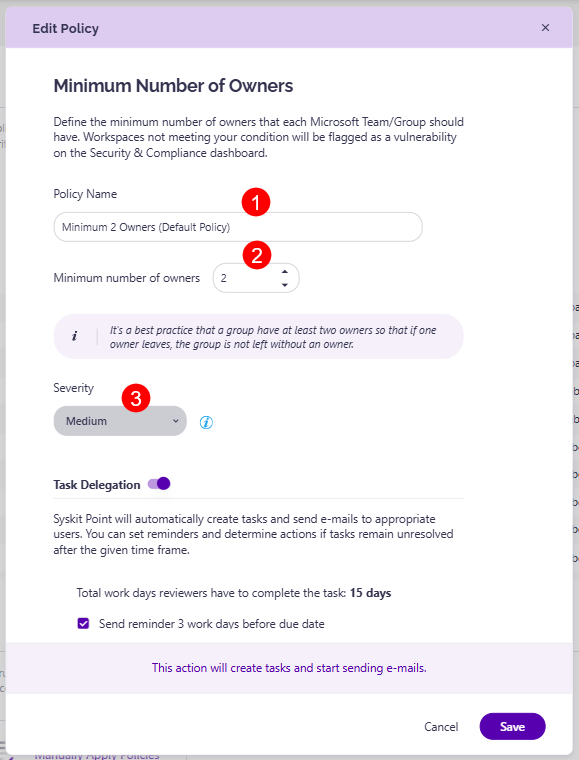 Edit Policy
×
Minimum Number of Owners
Define the minimum number of owners that each Microsoft Team/Group should
have. Workspaces not meeting your condition will be flagged as a vulnerability
on the Security & Compliance dashboard.
Policy Name
1
Minimum 2 Owners (Default Policy)
2
Minimum number of owners 2
i It's a best practice that a group have at least two owners so that if one
owner leaves, the group is not left without an owner.
Severity
3
Medium
i
Task Delegation
Syskit Point will automatically create tasks and send e-mails to appropriate
users. You can set reminders and determine actions if tasks remain unresolved
after the given time frame.
Total work days reviewers have to complete the task: 15 days
Send reminder 3 work days before due date
This action will create tasks and start sending e-mails.
Cancel Save
Manually Apply Policies